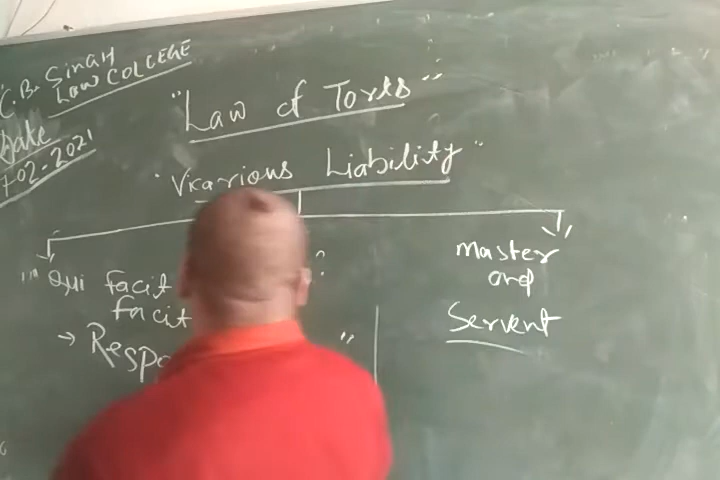 C.B. Singh
Law COLLEGE
Date
7-02-2021
"Law of Torts"
"Vicarious Liability"
"Qui facit ?
facit
→ Respo "
Master
and
Servent